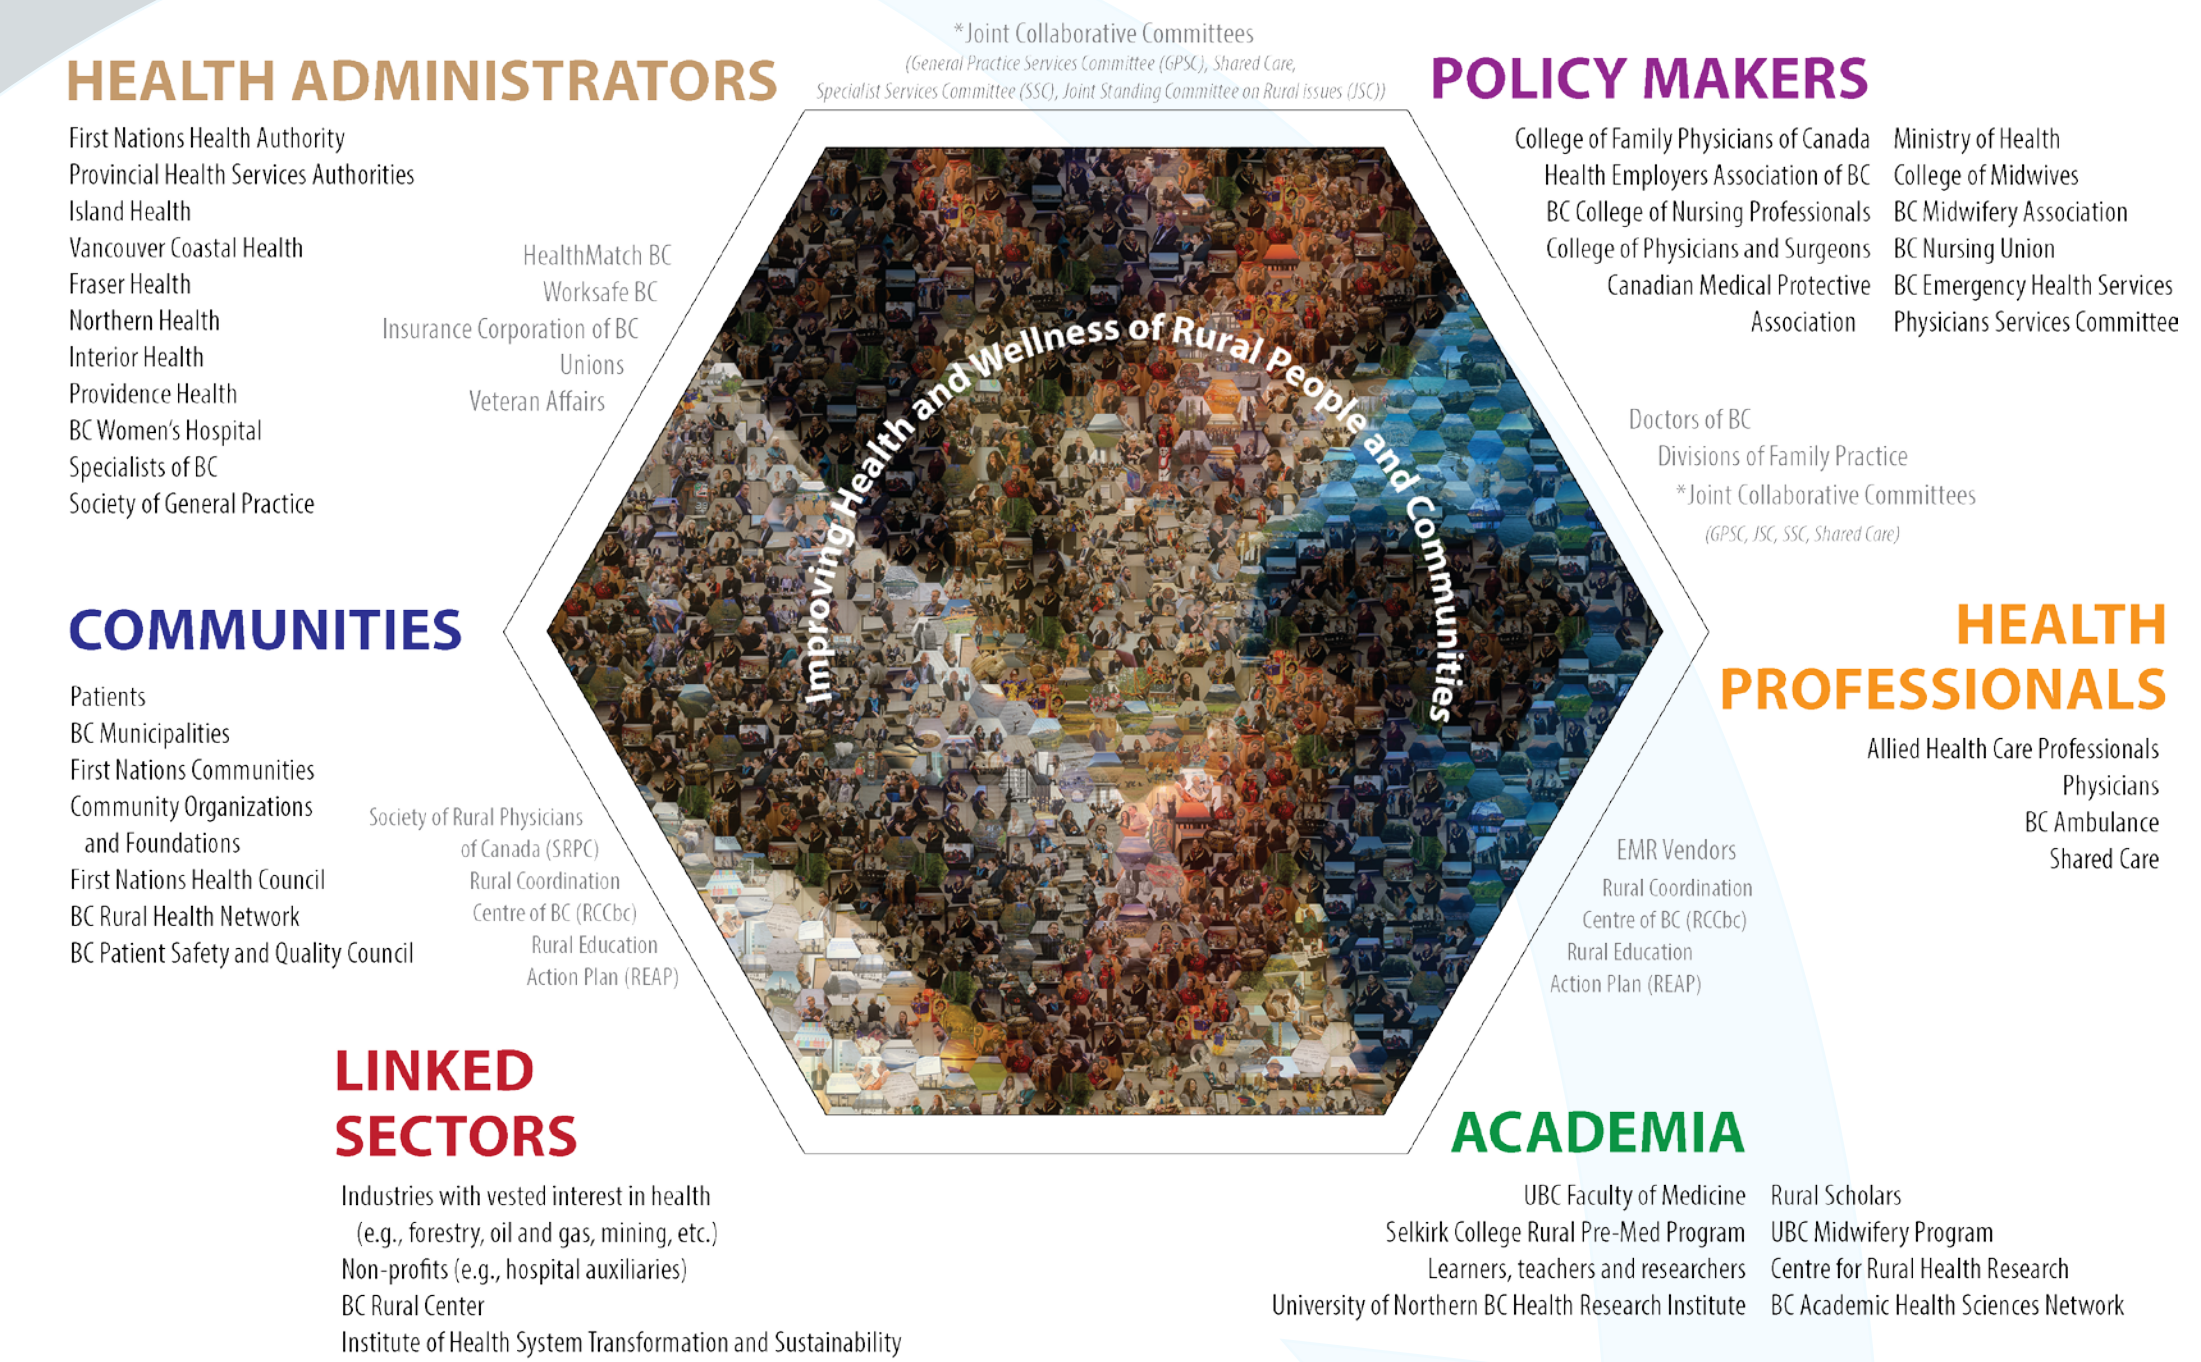 *Joint Collaborative Committees
(General Practice Services Committee (GPSC), Shared Care,
Specialist Services Committee (SSC), Joint Standing Committee on Rural issues (JSC))
HEALTH ADMINISTRATORS
First Nations Health Authority
Provincial Health Services Authorities
Island Health
Vancouver Coastal Health
Fraser Health
Northern Health
Interior Health
Providence Health
BC Women's Hospital
Specialists of BC
Society of General Practice
HealthMatch BC
Worksafe BC
Insurance Corporation of BC
Unions
Veteran Affairs
POLICY MAKERS
College of Family Physicians of Canada
Health Employers Association of BC
BC College of Nursing Professionals
College of Physicians and Surgeons
Canadian Medical Protective
Association
Ministry of Health
College of Midwives
BC Midwifery Association
BC Nursing Union
BC Emergency Health Services
Physicians Services Committee
Doctors of BC
Divisions of Family Practice
*Joint Collaborative Committees
(GPSC, JSC, SSC, Shared Care)
Improving Health and Wellness of Rural People and Communities
COMMUNITIES
Patients
BC Municipalities
First Nations Communities
Community Organizations
and Foundations
First Nations Health Council
BC Rural Health Network
BC Patient Safety and Quality Council
Society of Rural Physicians
of Canada (SRPC)
Rural Coordination
Centre of BC (RCCbc)
Rural Education
Action Plan (REAP)
HEALTH
PROFESSIONALS
Allied Health Care Professionals
Physicians
BC Ambulance
Shared Care
EMR Vendors
Rural Coordination
Centre of BC (RCCbc)
Rural Education
Action Plan (REAP)
LINKED
SECTORS
Industries with vested interest in health
(e.g., forestry, oil and gas, mining, etc.)
Non-profits (e.g., hospital auxiliaries)
BC Rural Center
Institute of Health System Transformation and Sustainability
ACADEMIA
UBC Faculty of Medicine
Selkirk College Rural Pre-Med Program
Learners, teachers and researchers
University of Northern BC Health Research Institute
Rural Scholars
UBC Midwifery Program
Centre for Rural Health Research
BC Academic Health Sciences Network